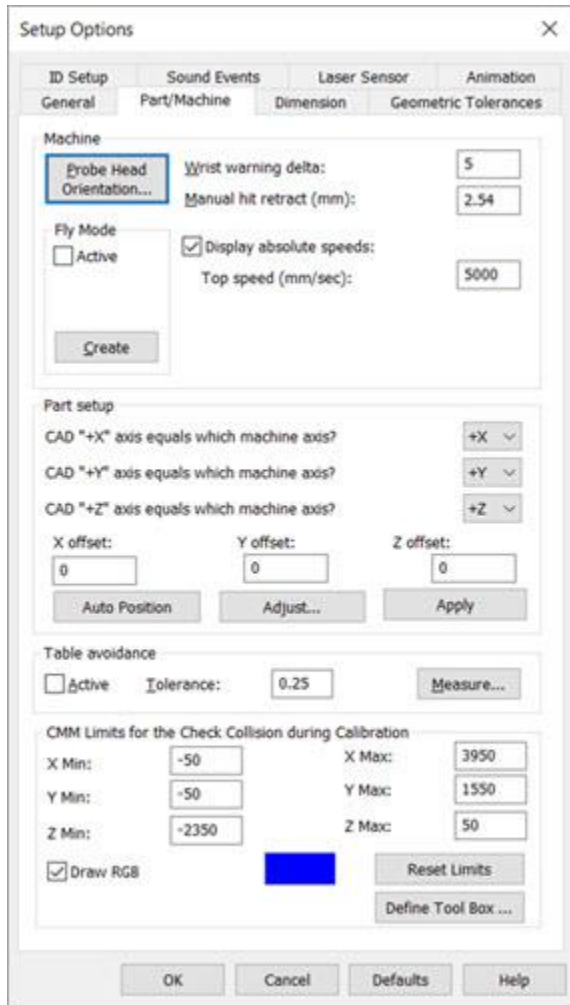 Setup Options
ID Setup Sound Events Laser Sensor Animation
General Part/Machine Dimension Geometric Tolerances
Machine
Probe Head
Orientation...
Wrist warning delta: 5
Manual hit retract (mm): 2.54
Fly Mode
Active
Display absolute speeds:
Top speed (mm/sec): 5000
Create
Part setup
CAD "+X" axis equals which machine axis? +X
CAD "+Y" axis equals which machine axis? +Y
CAD "+Z" axis equals which machine axis? +Z
X offset: Y offset: Z offset:
0 0 0
Auto Position Adjust... Apply
Table avoidance
Active Tolerance: 0.25 Measure...
CMM Limits for the Check Collision during Calibration
X Min: -50 X Max: 3950
Y Min: -50 Y Max: 1550
Z Min: -2350 Z Max: 50
Draw RGB Reset Limits
Define Tool Box ...
OK Cancel Defaults Help